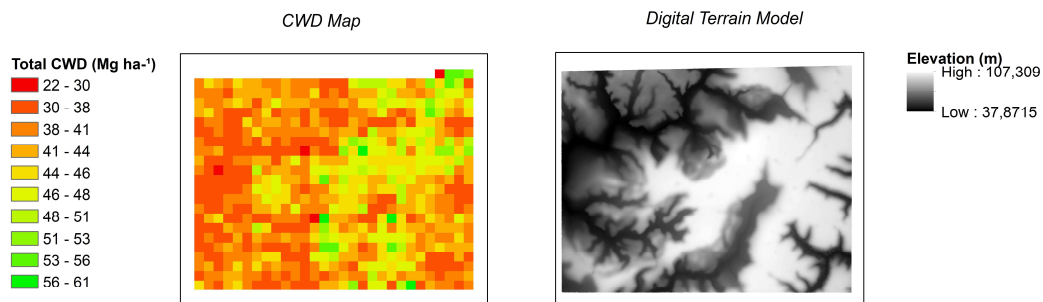 CWD Map
Digital Terrain Model
Total CWD (Mg ha-¹)
22 - 30
30 - 38
38 - 41
41 - 44
44 - 46
46 - 48
48 - 51
51 - 53
53 - 56
56 - 61
Elevation (m)
High : 107,309
Low : 37,8715